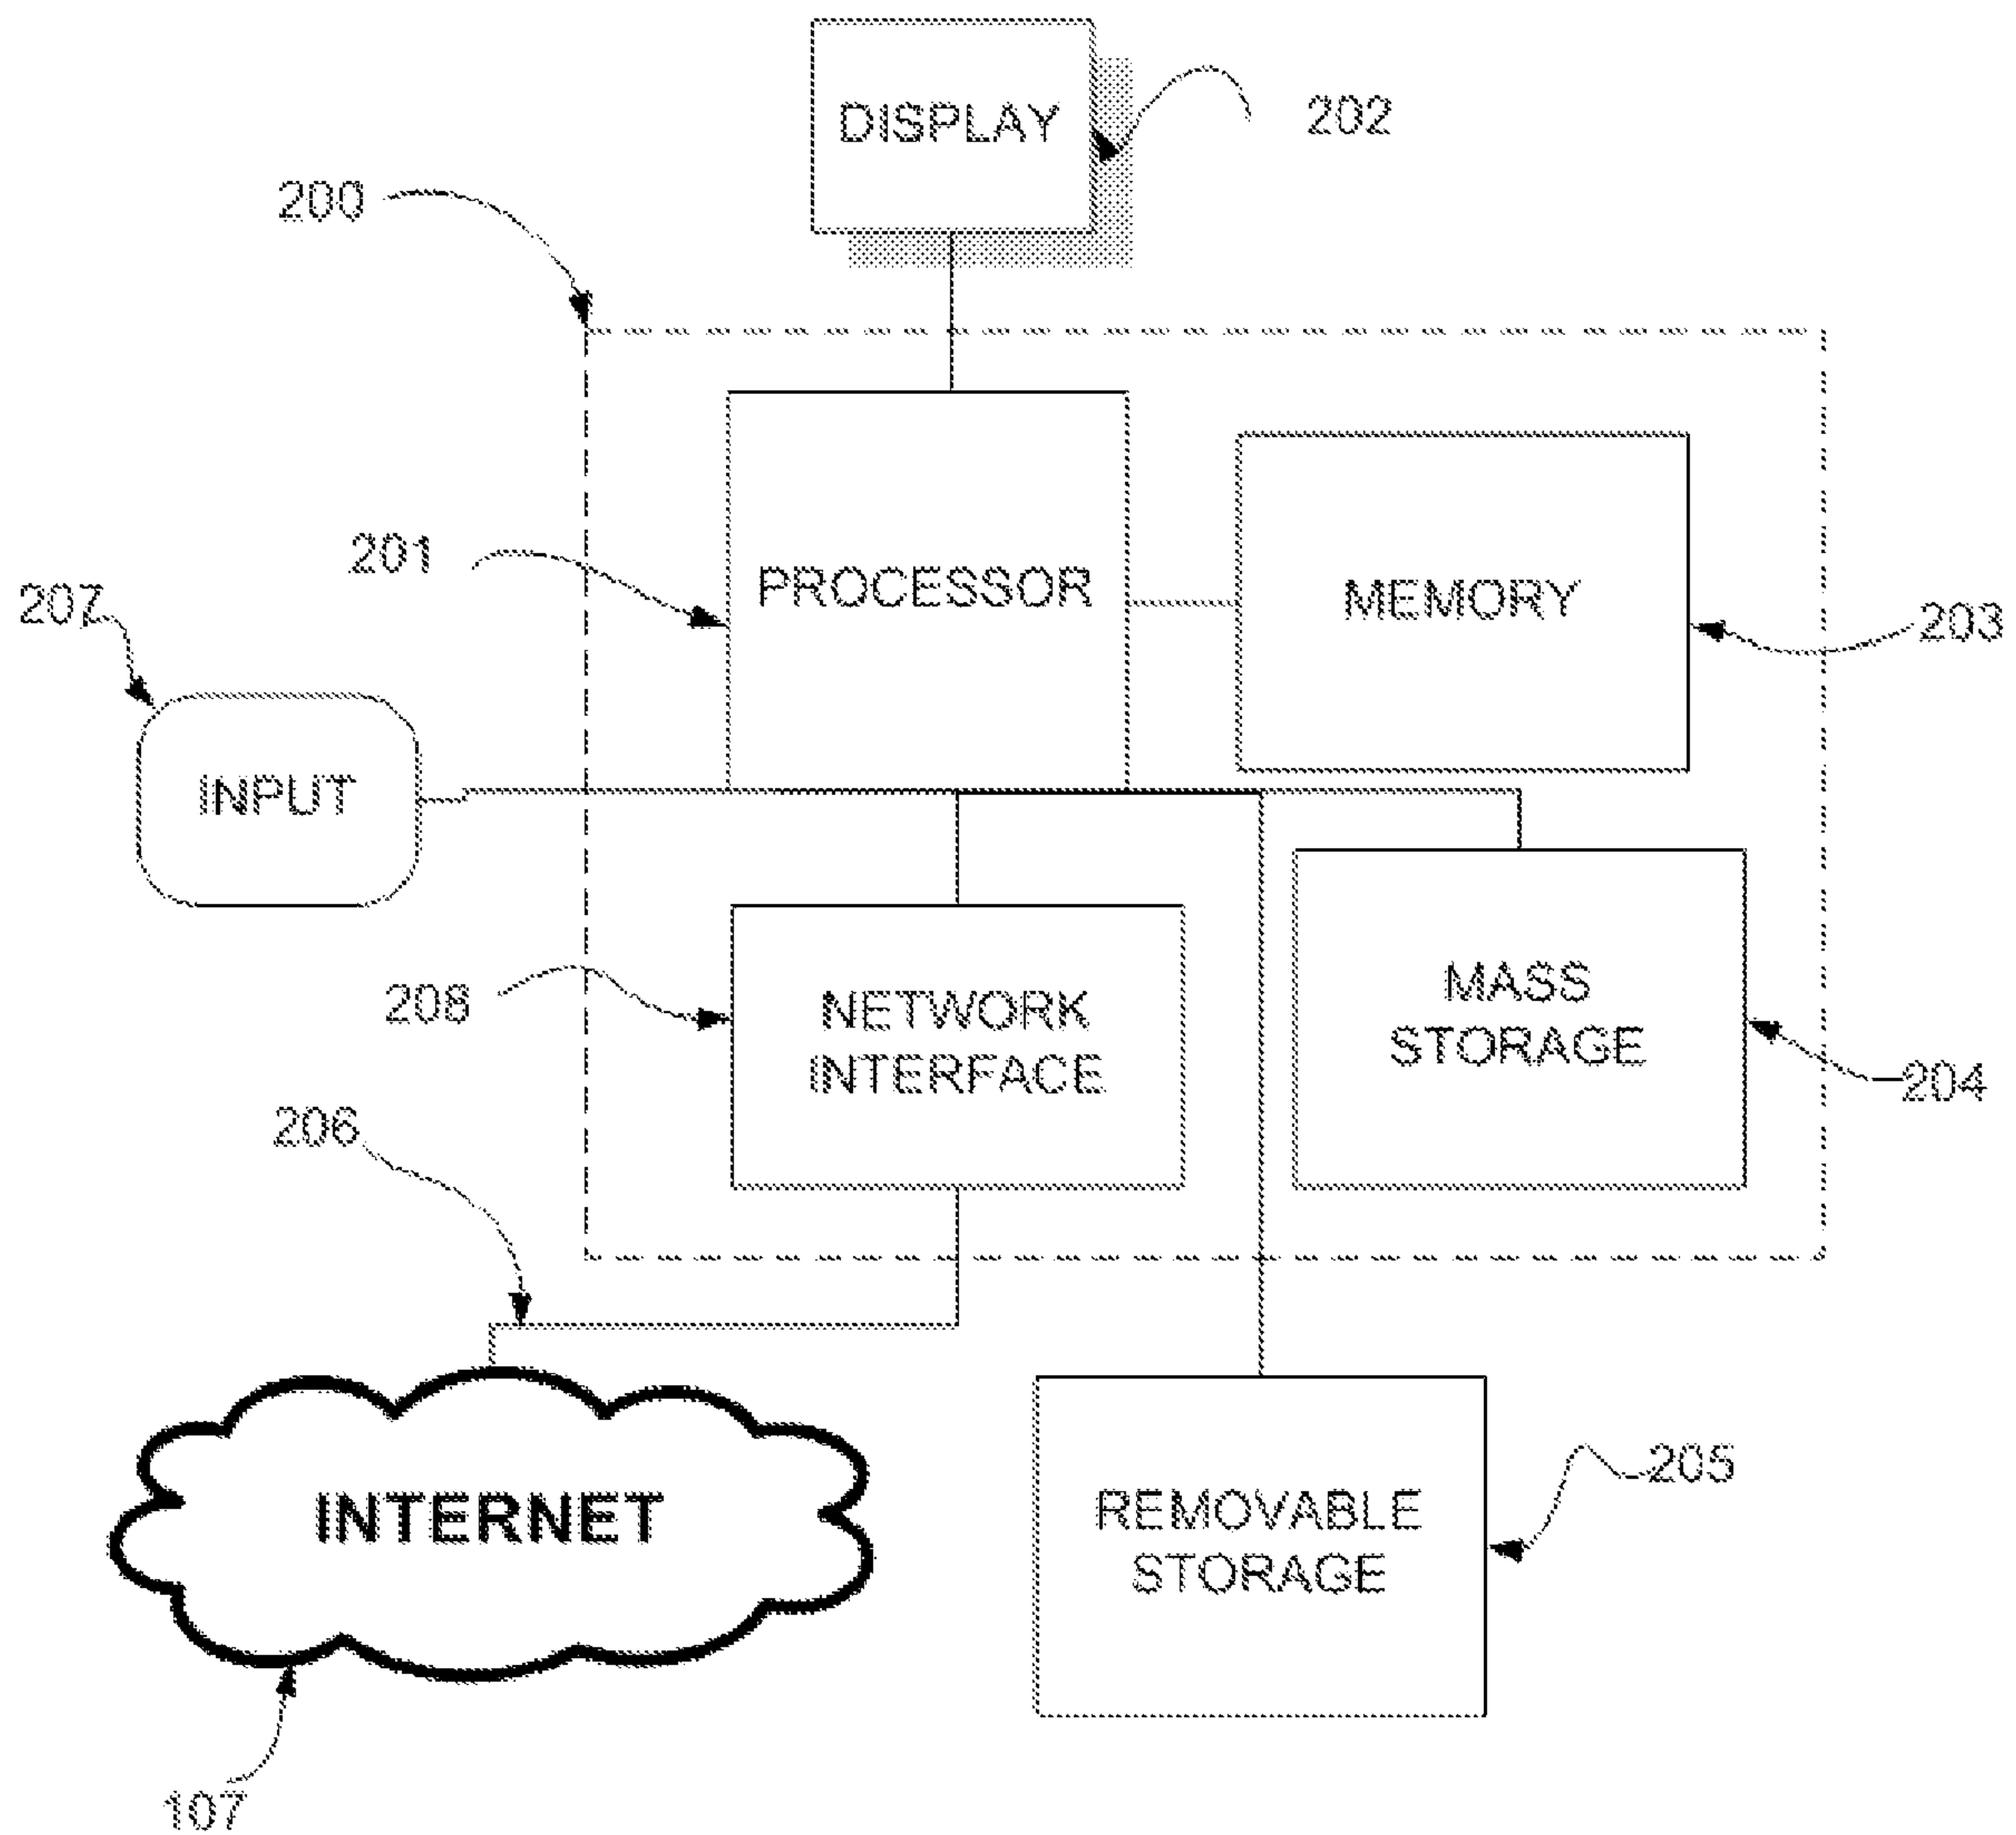 DISPLAY
202
200
201
PROCESSOR
MEMORY
203
207
INPUT
208
NETWORK
INTERFACE
MASS
STORAGE
204
206
INTERNET
REMOVABLE
STORAGE
205
107